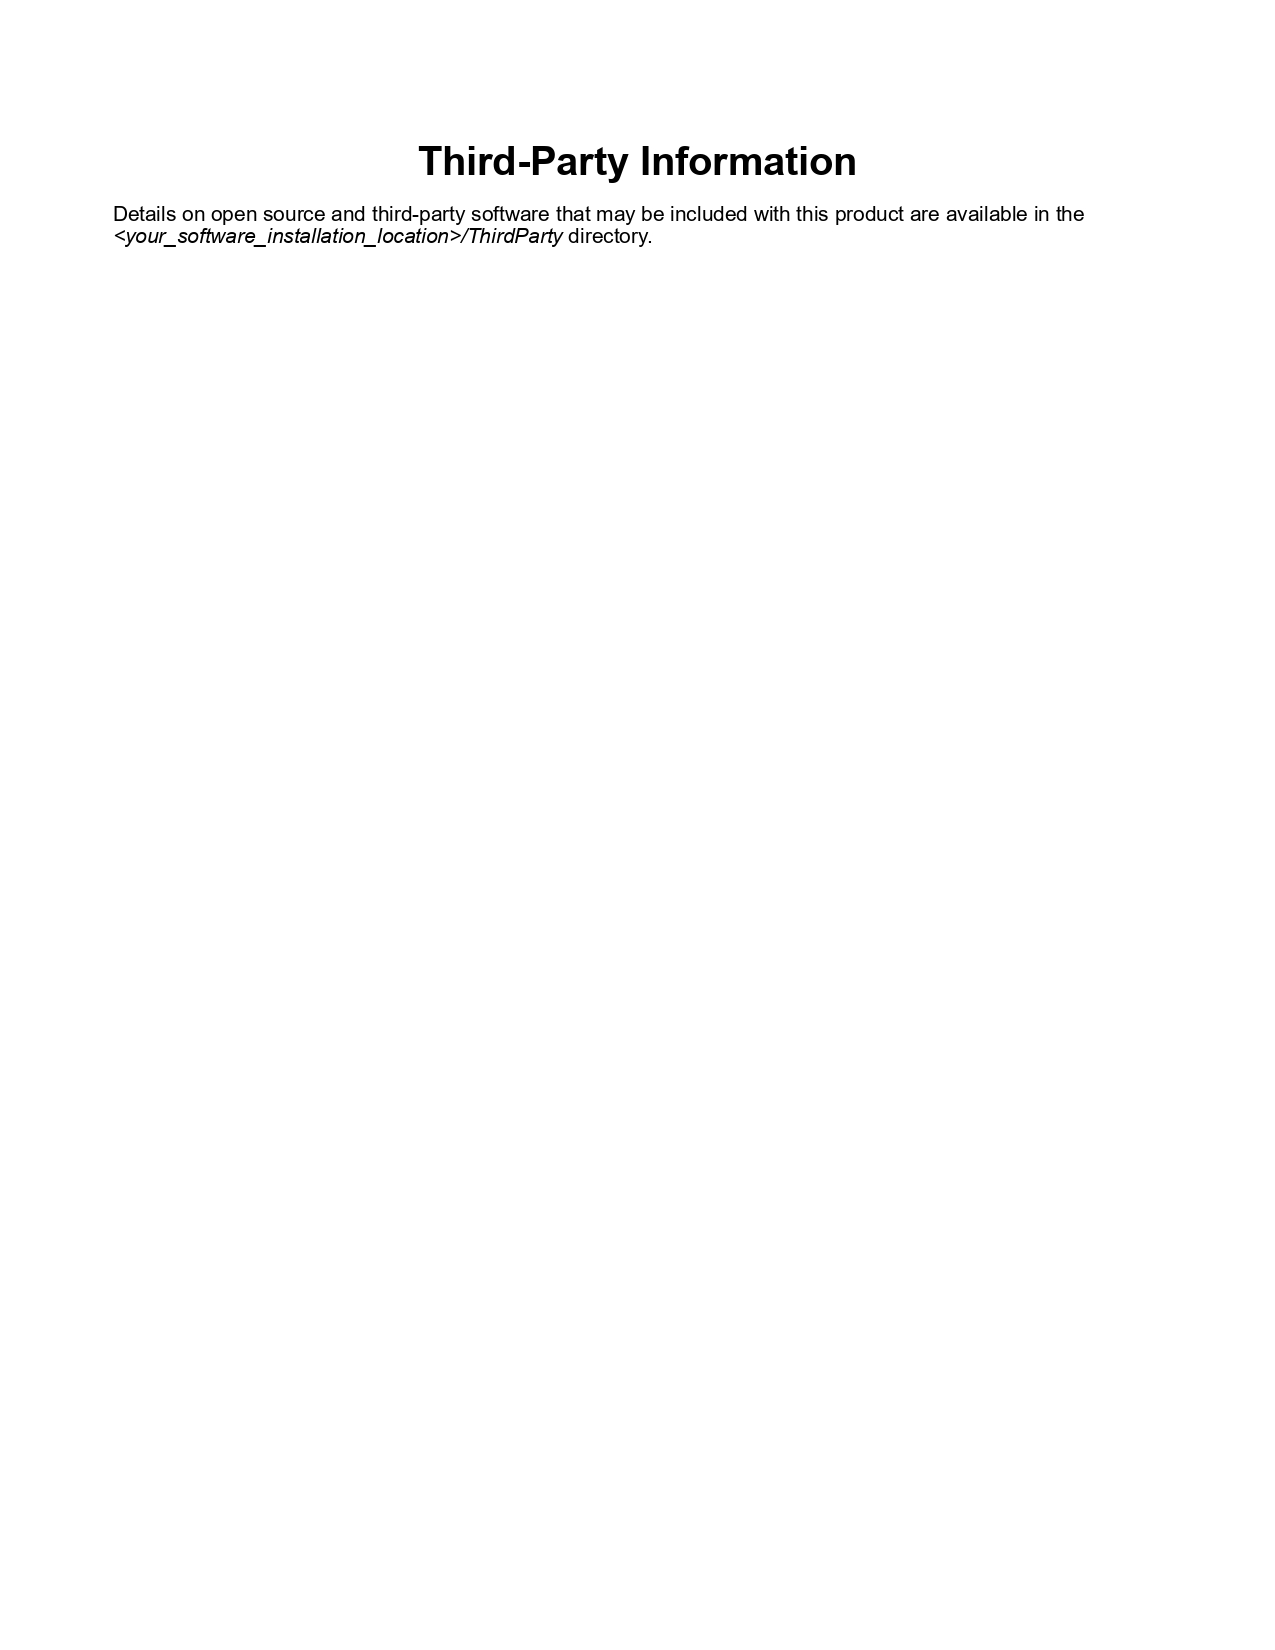 Third-Party Information
Details on open source and third-party software that may be included with this product are available in the
<your_software_installation_location>/ThirdParty directory.